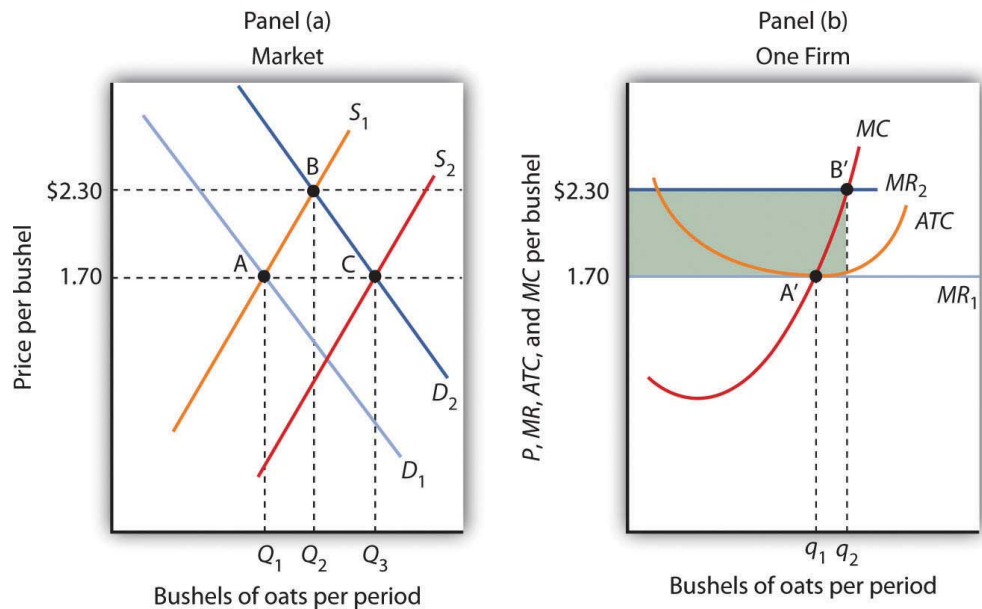 Panel (a)
Market
Price per bushel
$2.30
1.70
S1
S2
B
A
C
D2
D1
Q1
Q2
Q3
Bushels of oats per period
Panel (b)
One Firm
P, MR, ATC, and MC per bushel
$2.30
1.70
MC
B′
MR2
ATC
A′
MR1
q1
q2
Bushels of oats per period